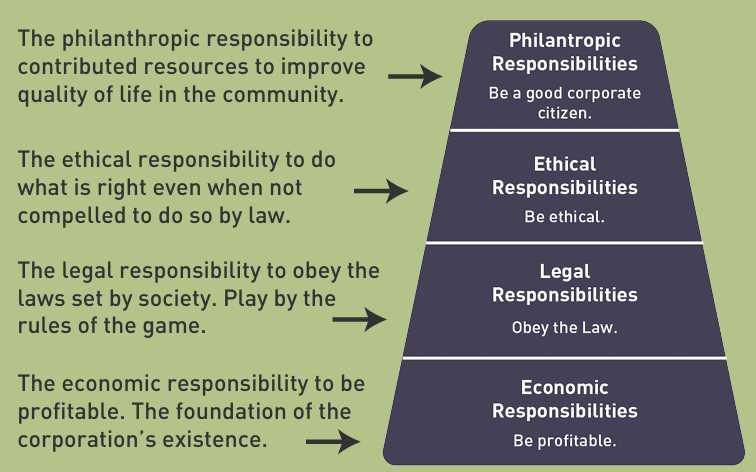 The philanthropic responsibility to
contributed resources to improve
quality of life in the community.
Philantropic
Responsibilities
Be a good corporate
citizen.
The ethical responsibility to do
what is right even when not
compelled to do so by law.
Ethical
Responsibilities
Be ethical.
The legal responsibility to obey the
laws set by society. Play by the
rules of the game.
Legal
Responsibilities
Obey the Law.
The economic responsibility to be
profitable. The foundation of the
corporation’s existence.
Economic
Responsibilities
Be profitable.